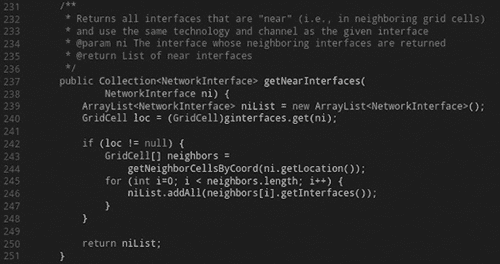 231 /**
232 * Returns all interfaces that are "near" (i.e., in neighboring grid cells)
233 * and use the same technology and channel as the given interface
234 * @param ni The interface whose neighboring interfaces are returned
235 * @return List of near interfaces
236 */
237 public Collection<NetworkInterface> getNearInterfaces(
238 NetworkInterface ni) {
239 ArrayList<NetworkInterface> niList = new ArrayList<NetworkInterface>();
240 GridCell loc = (GridCell)ginterfaces.get(ni);
241
242 if (loc != null) {
243 GridCell[] neighbors =
244 getNeighborCellsByCoord(ni.getLocation());
245 for (int i=0; i < neighbors.length; i++) {
246 niList.addAll(neighbors[i].getInterfaces());
247 }
248 }
249
250 return niList;
251 }